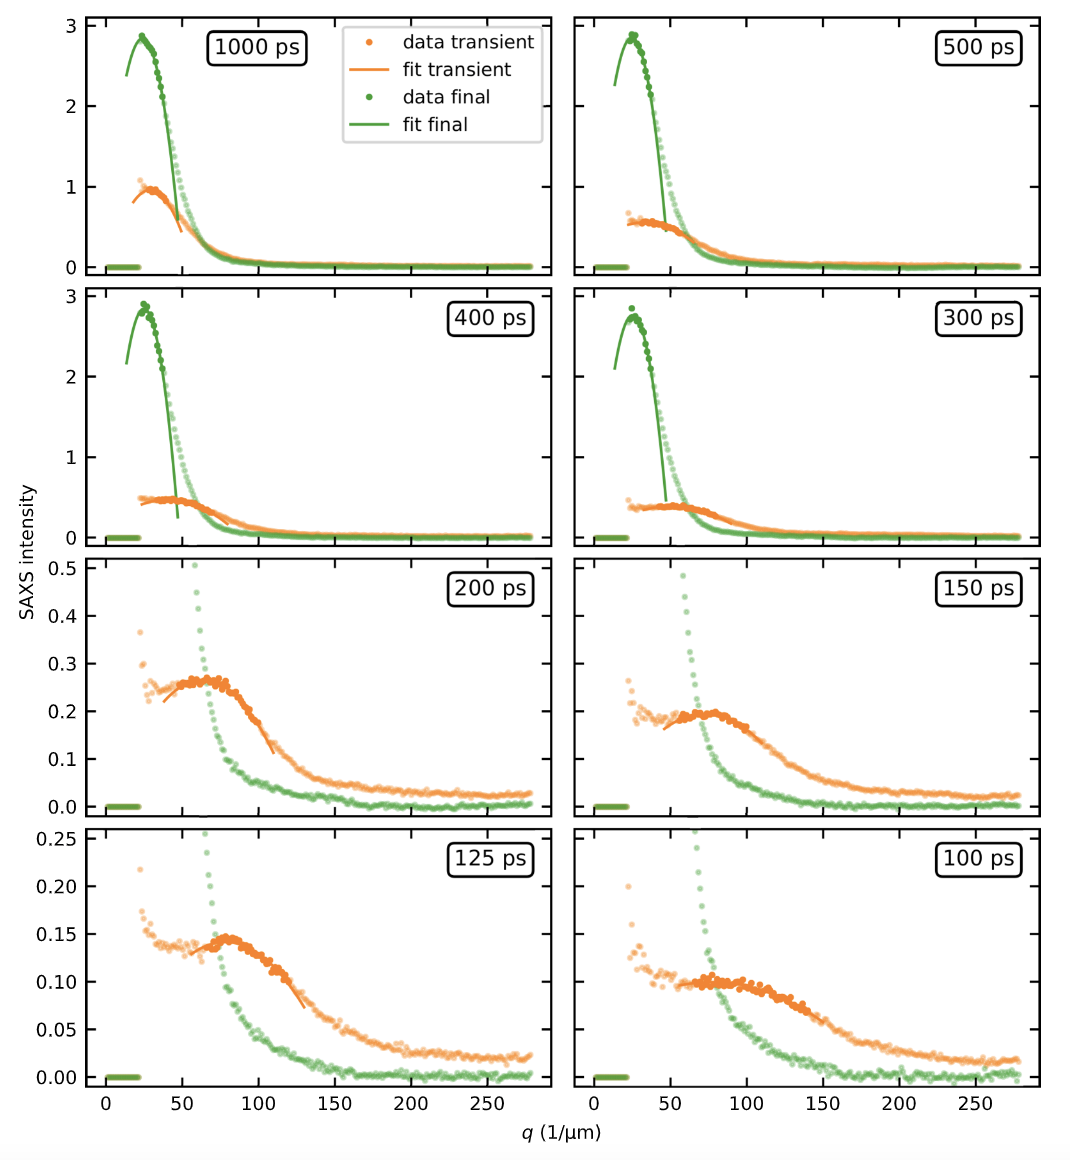 3
2
1
0
1000 ps
data transient
fit transient
data final
fit final
500 ps
3
2
1
0
400 ps
300 ps
SAXS intensity
0.5
0.4
0.3
0.2
0.1
0.0
200 ps
150 ps
0.25
0.20
0.15
0.10
0.05
0.00
125 ps
100 ps
0 50 100 150 200 250
0 50 100 150 200 250
q (1/µm)